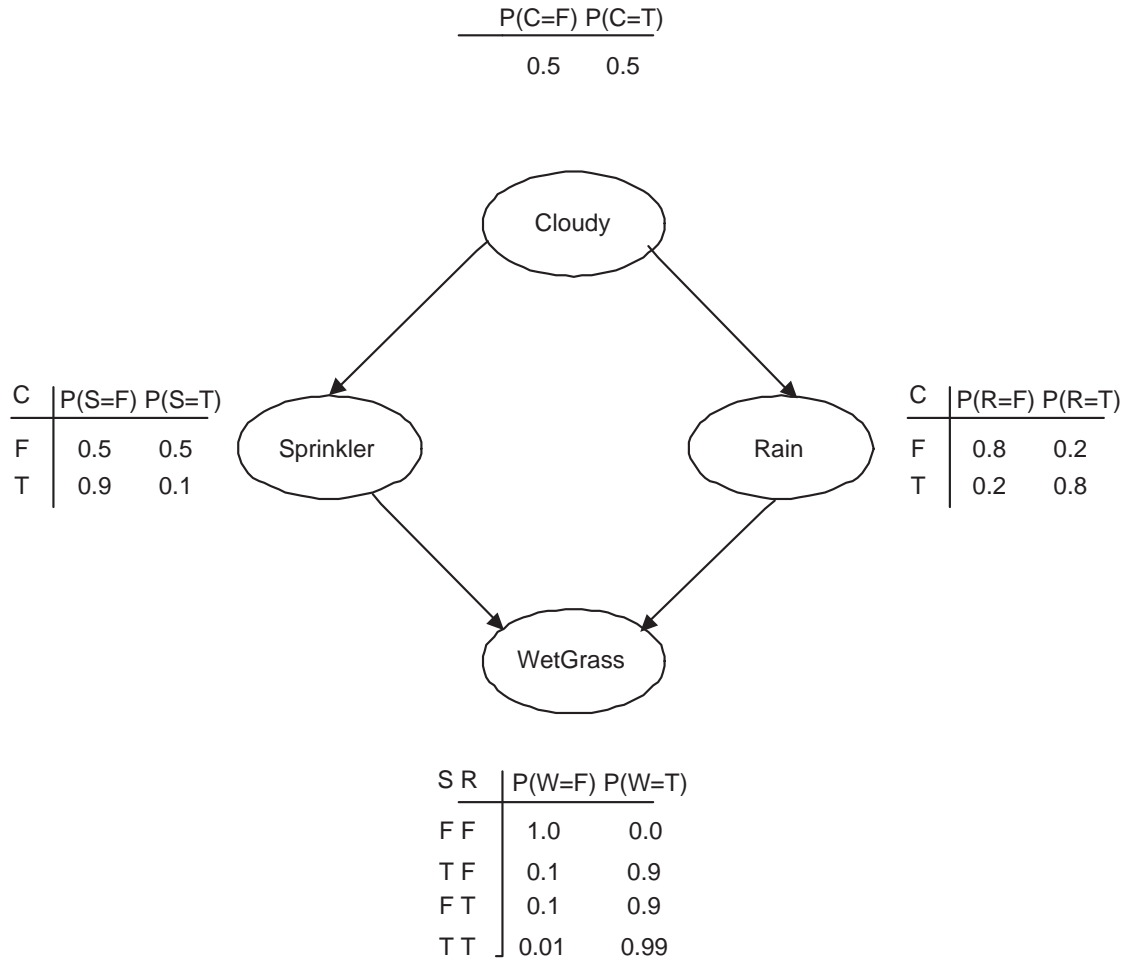 P(C=F) P(C=T)
0.5 0.5
Cloudy
C P(S=F) P(S=T)
F 0.5 0.5
T 0.9 0.1
Sprinkler
Rain
C P(R=F) P(R=T)
F 0.8 0.2
T 0.2 0.8
WetGrass
S R P(W=F) P(W=T)
F F 1.0 0.0
T F 0.1 0.9
F T 0.1 0.9
T T 0.01 0.99